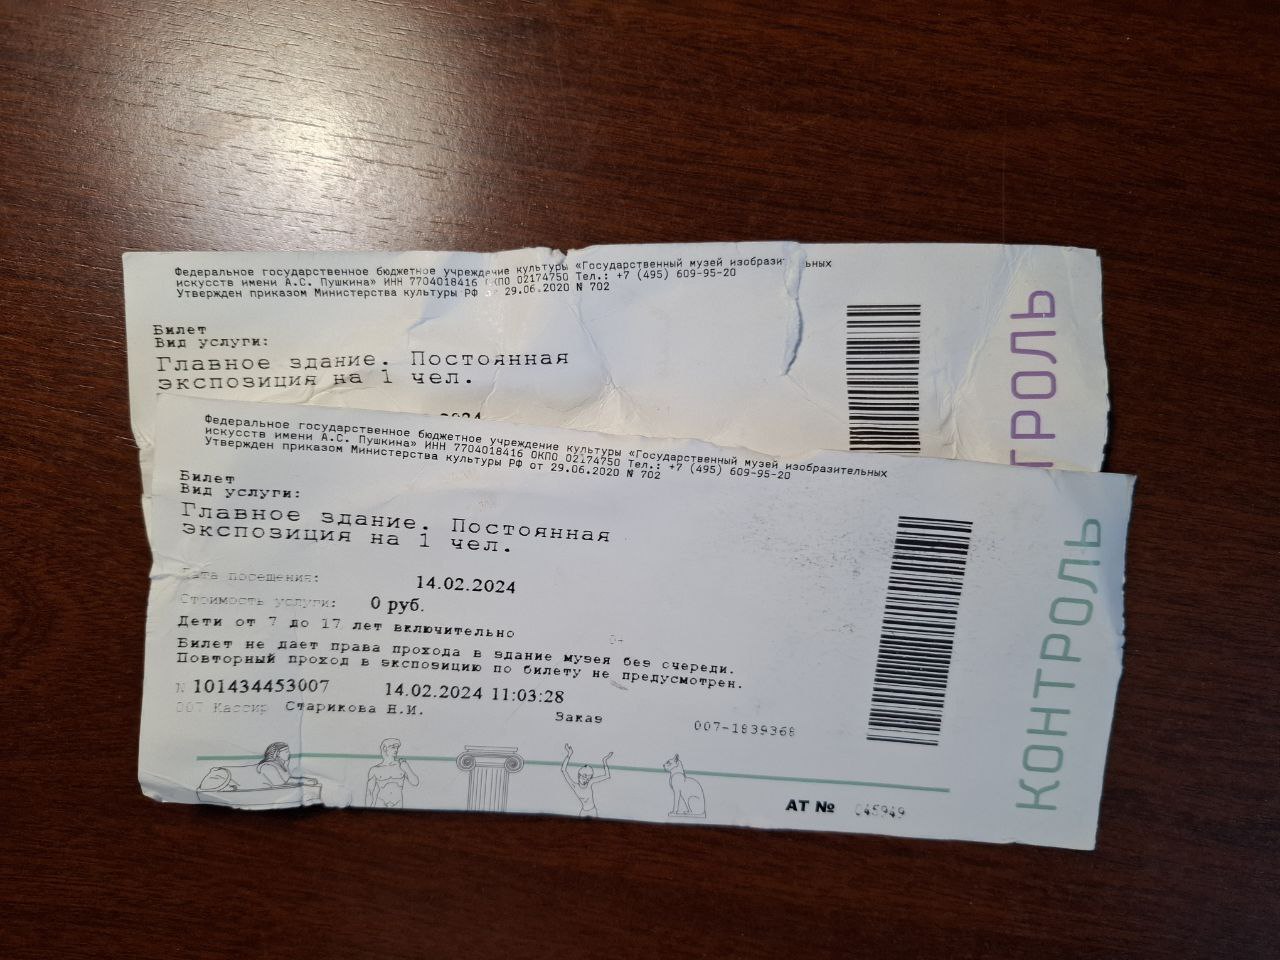 Федеральное государственное бюджетное учреждение культуры «Государственный музей изобразительных
искусств имени А.С. Пушкина» ИНН 7704018416 ОКПО 02174750 Тел.: +7 (495) 609-95-20
Утвержден приказом Министерства культуры РФ 29.06.2020 N 702
Билет
Вид услуги:
Главное здание. Постоянная
экспозиция на 1 чел.
2024
ТРОЛЬ
Федеральное государственное бюджетное учреждение культуры «Государственный музей изобразительных
искусств имени А.С. Пушкина» ИНН 7704018416 ОКПО 02174750 Тел.: +7 (495) 609-95-20
Утвержден приказом Министерства культуры РФ от 29.06.2020 N 702
Билет
Вид услуги:
Главное здание. Постоянная
экспозиция на 1 чел.
Дата посещения: 14.02.2024
Стоимость услуги: 0 руб.
Дети от 7 до 17 лет включительно 0+
Билет не дает права прохода в здание музея без очереди.
Повторный проход в экспозицию по билету не предусмотрен.
N 101434453007 14.02.2024 11:03:28
007 Кассир Старикова Н.И. Заказ 007-1839368
АТ № 045949
КОНТРОЛЬ